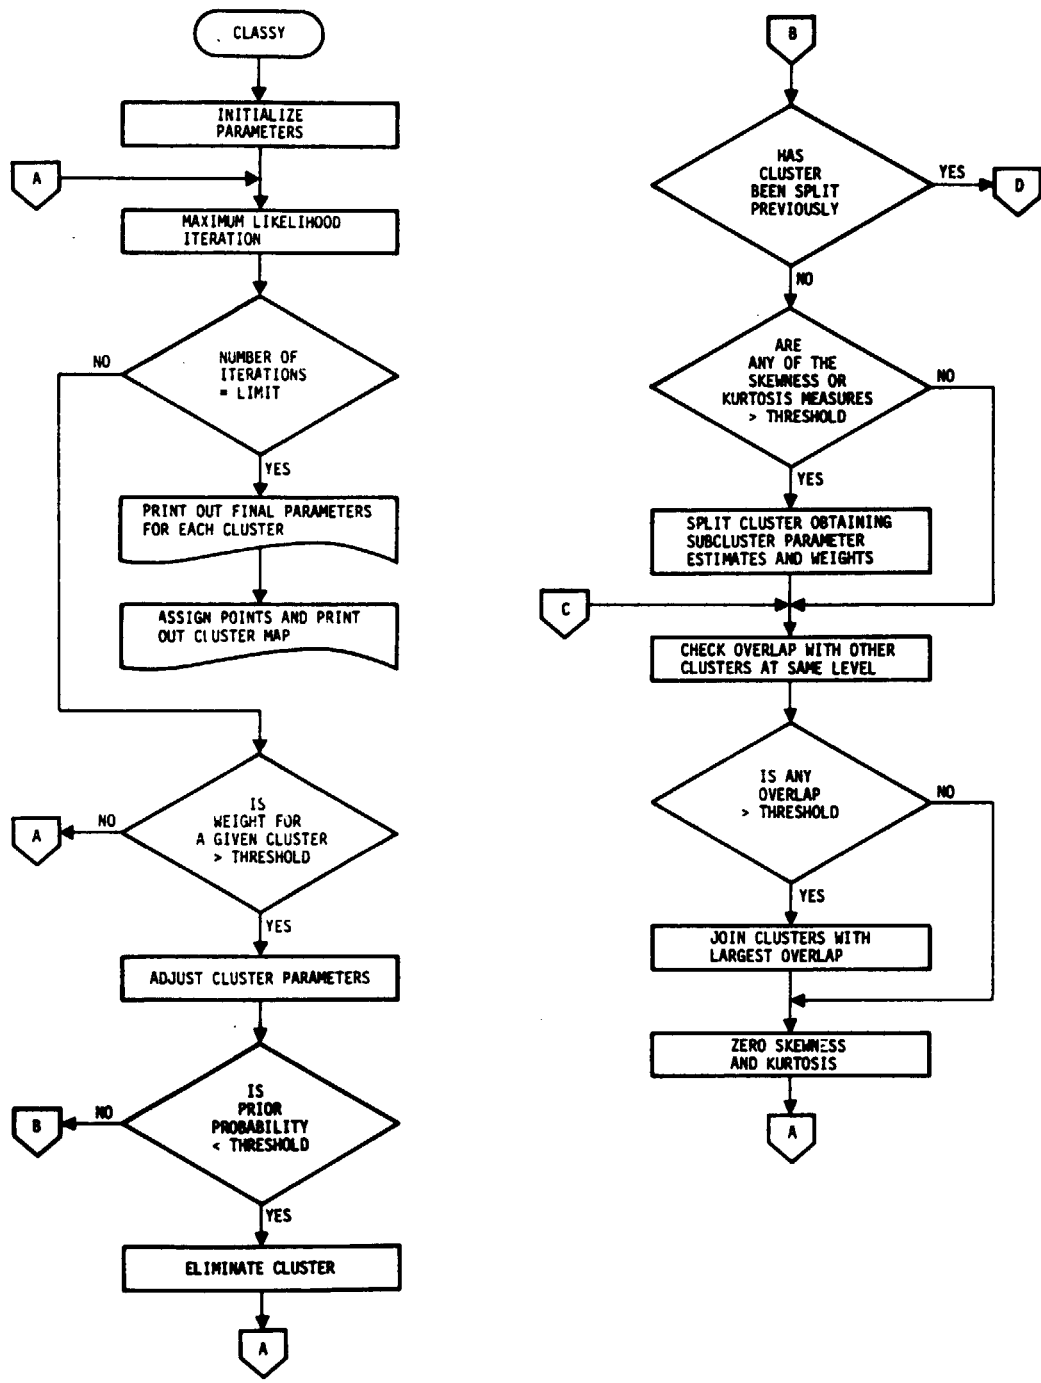 CLASSY
INITIALIZE
PARAMETERS
A
MAXIMUM LIKELIHOOD
ITERATION
NUMBER OF
ITERATIONS
= LIMIT
NO
YES
PRINT OUT FINAL PARAMETERS
FOR EACH CLUSTER
ASSIGN POINTS AND PRINT
OUT CLUSTER MAP
IS
WEIGHT FOR
A GIVEN CLUSTER
> THRESHOLD
NO
A
YES
ADJUST CLUSTER PARAMETERS
IS
PRIOR
PROBABILITY
< THRESHOLD
NO
B
YES
ELIMINATE CLUSTER
A
B
HAS
CLUSTER
BEEN SPLIT
PREVIOUSLY
YES
D
NO
ARE
ANY OF THE
SKEWNESS OR
KURTOSIS MEASURES
> THRESHOLD
NO
YES
SPLIT CLUSTER OBTAINING
SUBCLUSTER PARAMETER
ESTIMATES AND WEIGHTS
C
CHECK OVERLAP WITH OTHER
CLUSTERS AT SAME LEVEL
IS ANY
OVERLAP
> THRESHOLD
NO
YES
JOIN CLUSTERS WITH
LARGEST OVERLAP
ZERO SKEWNESS
AND KURTOSIS
A